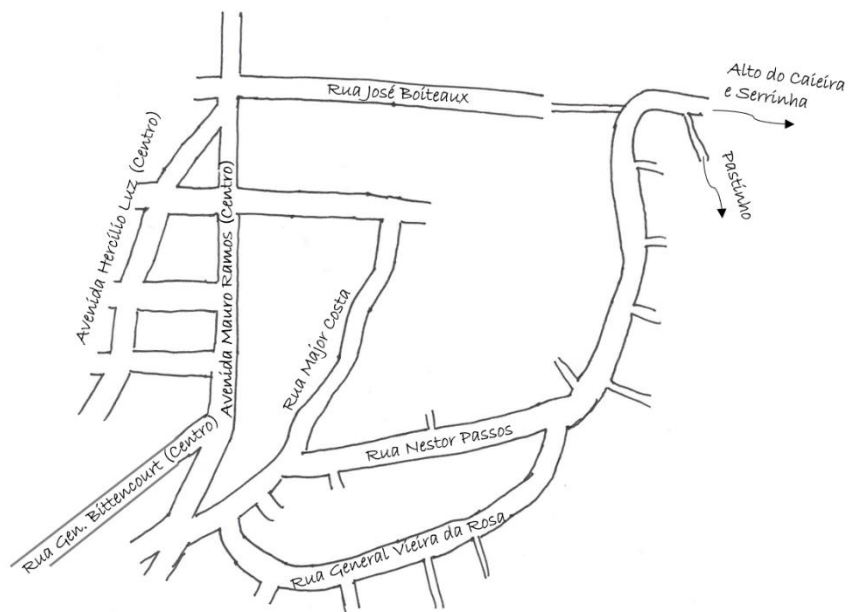 Rua José Boiteaux
Alto do Caieira
e Serrinha
Pastinho
Avenida Hercílio Luz (Centro)
Avenida Mauro Ramos (Centro)
Rua Major Costa
Rua Nestor Passos
Rua Gen. Bittencourt (Centro)
Rua General Vieira da Rosa